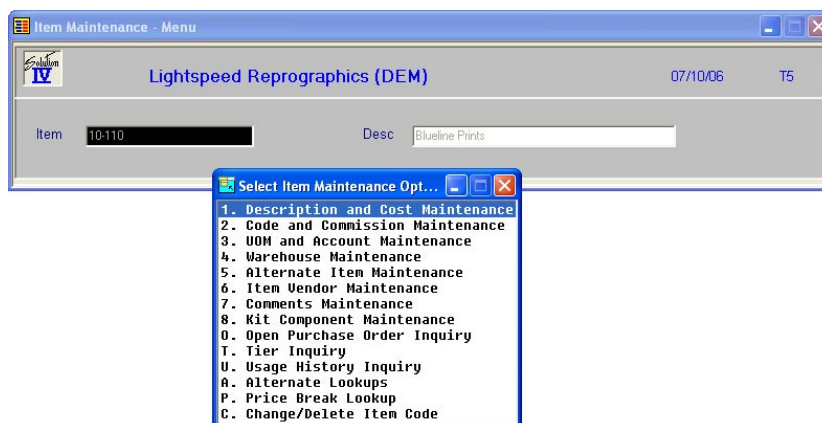 Item Maintenance - Menu
Solution
IV
Lightspeed Reprographics (DEM)
07/10/06
T5
Item
10-110
Desc
Blueline Prints
Select Item Maintenance Opt...
1. Description and Cost Maintenance
2. Code and Commission Maintenance
3. UOM and Account Maintenance
4. Warehouse Maintenance
5. Alternate Item Maintenance
6. Item Vendor Maintenance
7. Comments Maintenance
8. Kit Component Maintenance
O. Open Purchase Order Inquiry
T. Tier Inquiry
U. Usage History Inquiry
A. Alternate Lookups
P. Price Break Lookup
C. Change/Delete Item Code